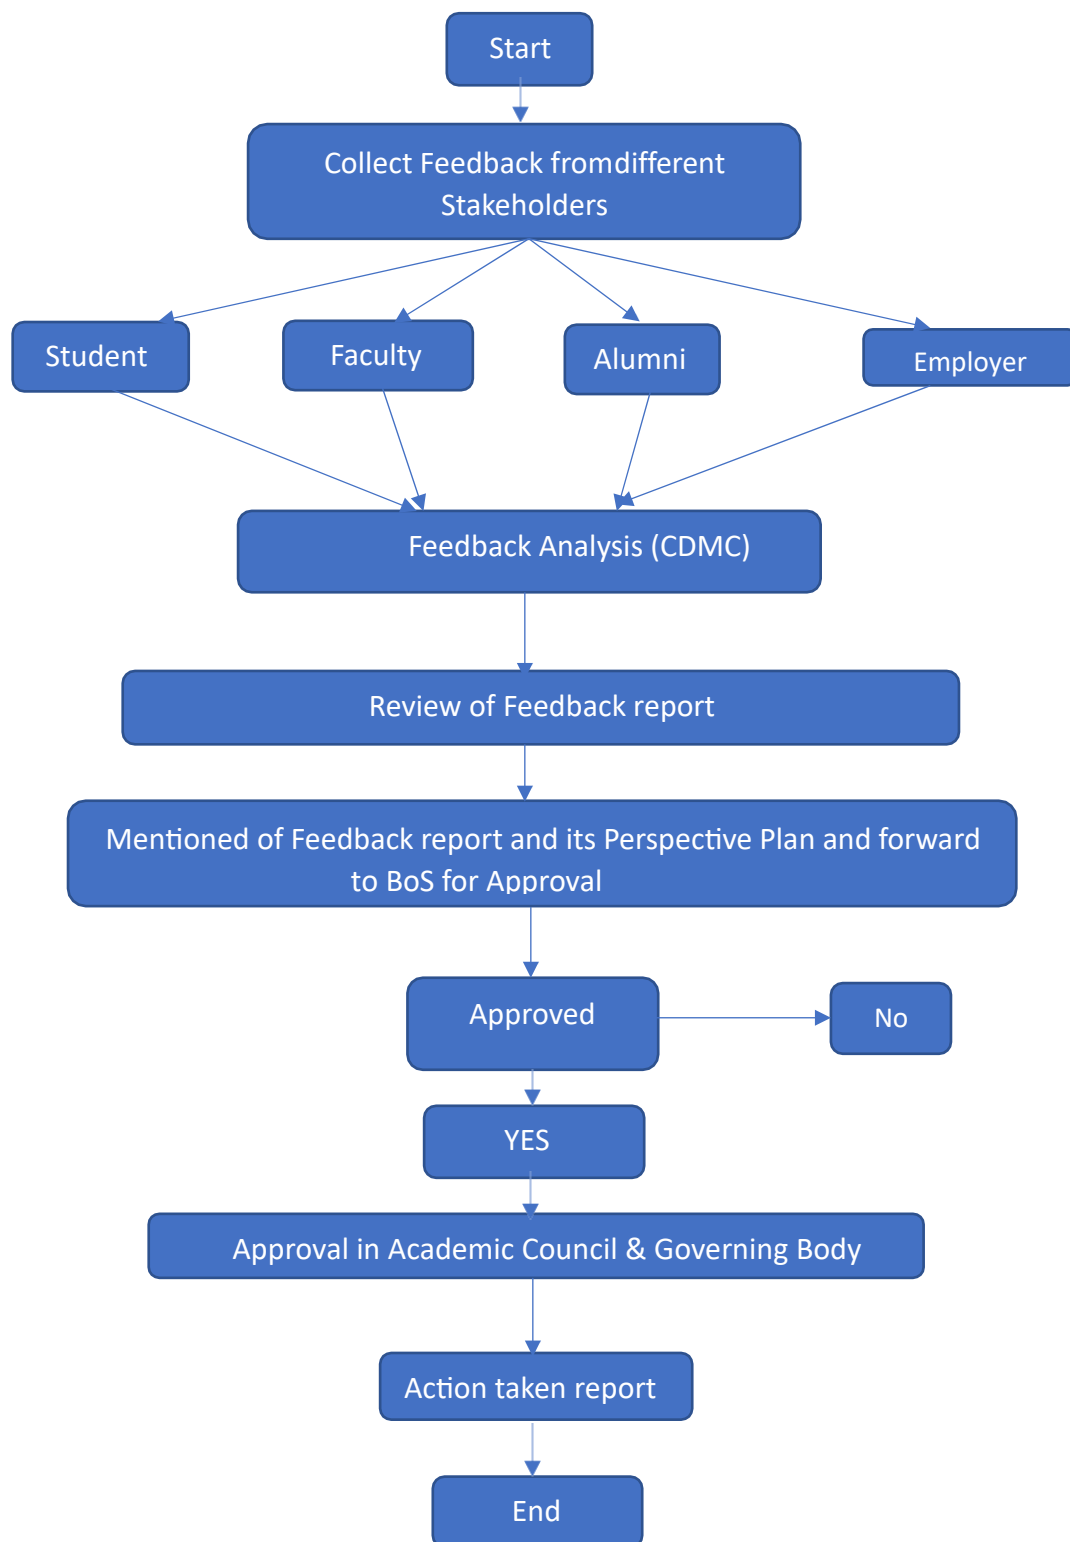 Start
Collect Feedback fromdifferent
Stakeholders
Student
Faculty
Alumni
Employer
Feedback Analysis (CDMC)
Review of Feedback report
Mentioned of Feedback report and its Perspective Plan and forward
to BoS for Approval
Approved
No
YES
Approval in Academic Council & Governing Body
Action taken report
End